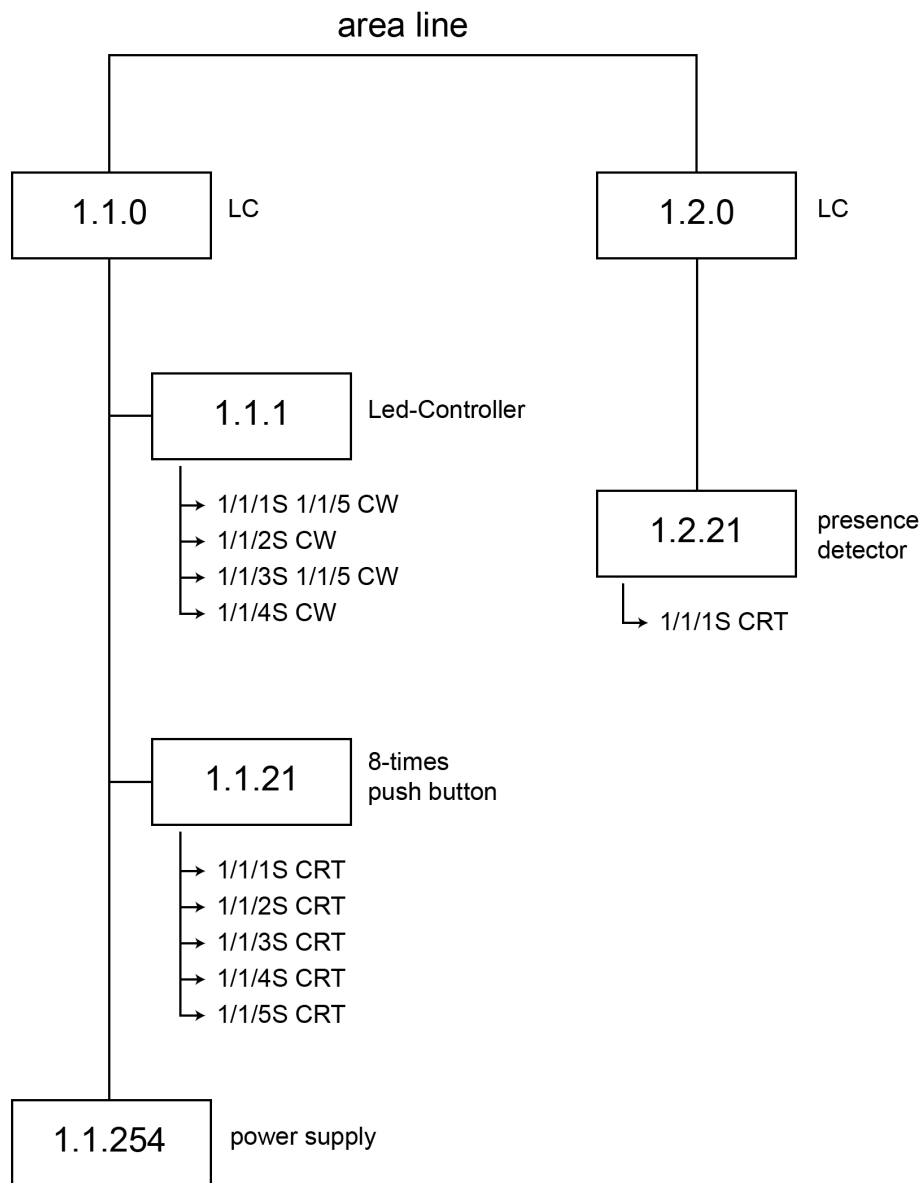 area line
1.1.0
LC
1.2.0
LC
1.1.1
Led-Controller
1/1/1S 1/1/5 CW
1/1/2S CW
1/1/3S 1/1/5 CW
1/1/4S CW
1.2.21
presence
detector
1/1/1S CRT
1.1.21
8-times
push button
1/1/1S CRT
1/1/2S CRT
1/1/3S CRT
1/1/4S CRT
1/1/5S CRT
1.1.254
power supply